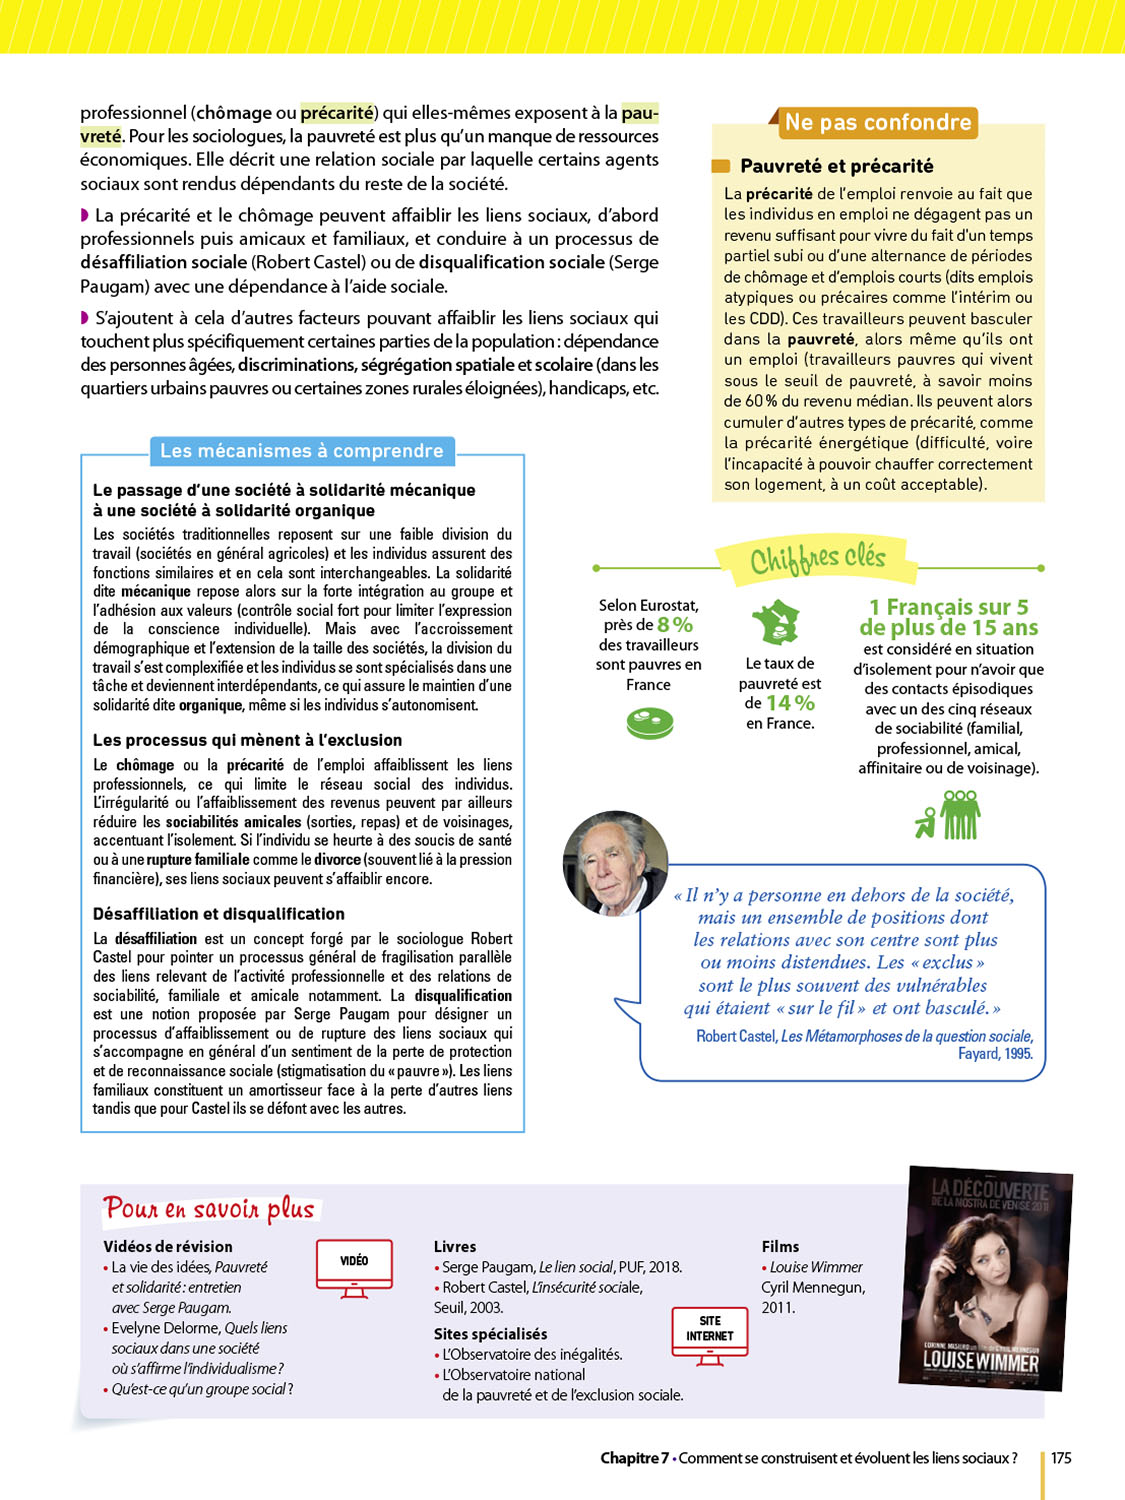 professionnel (chômage ou précarité) qui elles-mêmes exposent à la pau-
vreté. Pour les sociologues, la pauvreté est plus qu’un manque de ressources
économiques. Elle décrit une relation sociale par laquelle certains agents
sociaux sont rendus dépendants du reste de la société.
La précarité et le chômage peuvent affaiblir les liens sociaux, d’abord
professionnels puis amicaux et familiaux, et conduire à un processus de
désaffiliation sociale (Robert Castel) ou de disqualification sociale (Serge
Paugam) avec une dépendance à l’aide sociale.
S’ajoutent à cela d’autres facteurs pouvant affaiblir les liens sociaux qui
touchent plus spécifiquement certaines parties de la population : dépendance
des personnes âgées, discriminations, ségrégation spatiale et scolaire (dans les
quartiers urbains pauvres ou certaines zones rurales éloignées), handicaps, etc.
Ne pas confondre
Pauvreté et précarité
La précarité de l’emploi renvoie au fait que
les individus en emploi ne dégagent pas un
revenu suffisant pour vivre du fait d'un temps
partiel subi ou d’une alternance de périodes
de chômage et d’emplois courts (dits emplois
atypiques ou précaires comme l’intérim ou
les CDD). Ces travailleurs peuvent basculer
dans la pauvreté, alors même qu’ils ont
un emploi (travailleurs pauvres qui vivent
sous le seuil de pauvreté, à savoir moins
de 60 % du revenu médian. Ils peuvent alors
cumuler d’autres types de précarité, comme
la précarité énergétique (difficulté, voire
l’incapacité à pouvoir chauffer correctement
son logement, à un coût acceptable).
Les mécanismes à comprendre
Le passage d’une société à solidarité mécanique
à une société à solidarité organique
Les sociétés traditionnelles reposent sur une faible division du
travail (sociétés en général agricoles) et les individus assurent des
fonctions similaires et en cela sont interchangeables. La solidarité
dite mécanique repose alors sur la forte intégration au groupe et
l’adhésion aux valeurs (contrôle social fort pour limiter l’expression
de la conscience individuelle). Mais avec l’accroissement
démographique et l’extension de la taille des sociétés, la division du
travail s’est complexifiée et les individus se sont spécialisés dans une
tâche et deviennent interdépendants, ce qui assure le maintien d’une
solidarité dite organique, même si les individus s’autonomisent.
Les processus qui mènent à l’exclusion
Le chômage ou la précarité de l’emploi affaiblissent les liens
professionnels, ce qui limite le réseau social des individus.
L’irrégularité ou l’affaiblissement des revenus peuvent par ailleurs
réduire les sociabilités amicales (sorties, repas) et de voisinages,
accentuant l’isolement. Si l’individu se heurte à des soucis de santé
ou à une rupture familiale comme le divorce (souvent lié à la pression
financière), ses liens sociaux peuvent s’affaiblir encore.
Désaffiliation et disqualification
La désaffiliation est un concept forgé par le sociologue Robert
Castel pour pointer un processus général de fragilisation parallèle
des liens relevant de l’activité professionnelle et des relations de
sociabilité, familiale et amicale notamment. La disqualification
est une notion proposée par Serge Paugam pour désigner un
processus d’affaiblissement ou de rupture des liens sociaux qui
s’accompagne en général d’un sentiment de la perte de protection
et de reconnaissance sociale (stigmatisation du « pauvre »). Les liens
familiaux constituent un amortisseur face à la perte d’autres liens
tandis que pour Castel ils se défont avec les autres.
Chiffres clés
Selon Eurostat,
près de 8 %
des travailleurs
sont pauvres en
France
Le taux de
pauvreté est
de 14 %
en France.
1 Français sur 5
de plus de 15 ans
est considéré en situation
d’isolement pour n’avoir que
des contacts épisodiques
avec un des cinq réseaux
de sociabilité (familial,
professionnel, amical,
affinitaire ou de voisinage).
« Il n’y a personne en dehors de la société,
mais un ensemble de positions dont
les relations avec son centre sont plus
ou moins distendues. Les « exclus »
sont le plus souvent des vulnérables
qui étaient « sur le fil » et ont basculé. »
Robert Castel, Les Métamorphoses de la question sociale,
Fayard, 1995.
Pour en savoir plus
Vidéos de révision
• La vie des idées, Pauvreté
et solidarité : entretien
avec Serge Paugam.
• Evelyne Delorme, Quels liens
sociaux dans une société
où s’affirme l’individualisme ?
• Qu’est-ce qu’un groupe social ?
VIDÉO
Livres
• Serge Paugam, Le lien social, PUF, 2018.
• Robert Castel, L’insécurité sociale,
Seuil, 2003.
Sites spécialisés
• L’Observatoire des inégalités.
• L’Observatoire national
de la pauvreté et de l’exclusion sociale.
SITE
INTERNET
Films
• Louise Wimmer
Cyril Mennegun,
2011.
LA DÉCOUVERTE
DE LA MOSTRA DE VENISE 2011
CORINNE MASIERO
LOUISE WIMMER
Chapitre 7 • Comment se construisent et évoluent les liens sociaux ?
175